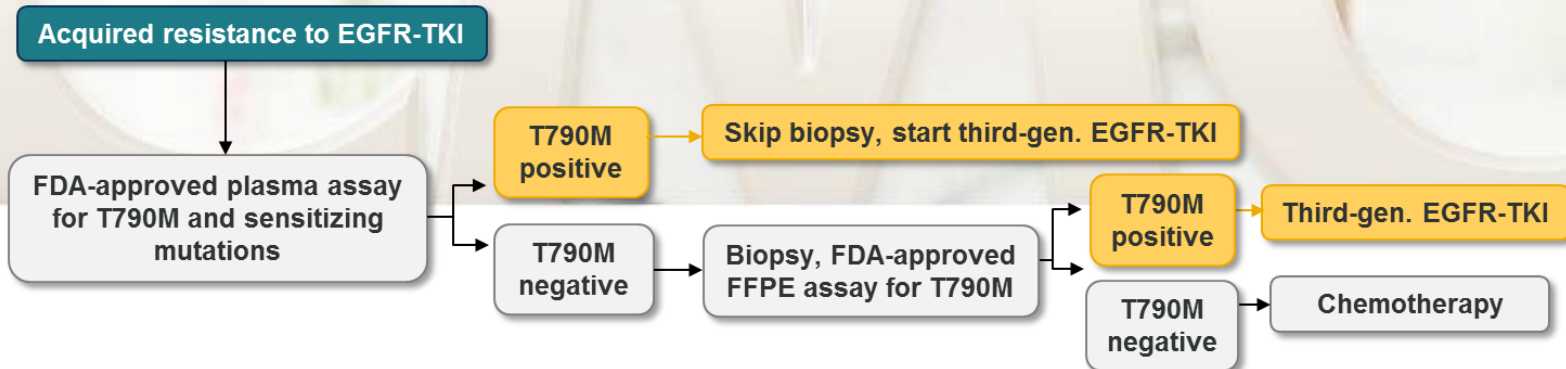 Acquired resistance to EGFR-TKI
FDA-approved plasma assay
for T790M and sensitizing
mutations
T790M
positive
Skip biopsy, start third-gen. EGFR-TKI
T790M
negative
Biopsy, FDA-approved
FFPE assay for T790M
T790M
positive
Third-gen. EGFR-TKI
T790M
negative
Chemotherapy